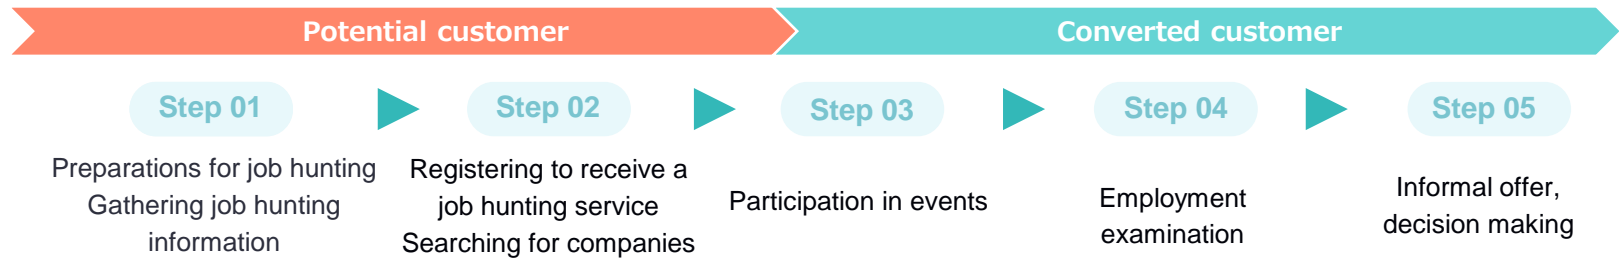 Potential customer
Converted customer
Step 01
Step 02
Step 03
Step 04
Step 05
Preparations for job hunting
Gathering job hunting
information
Registering to receive a
job hunting service
Searching for companies
Participation in events
Employment
examination
Informal offer,
decision making